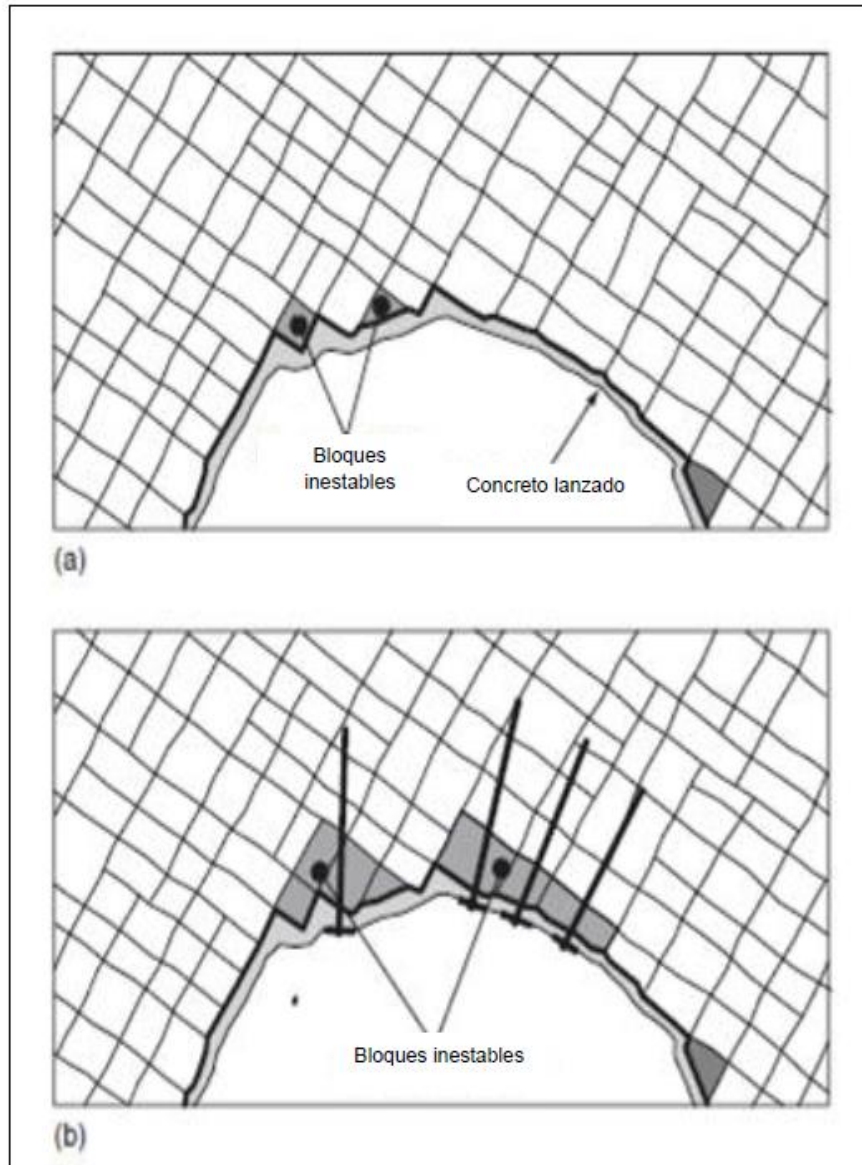 Bloques
inestables
Concreto lanzado
(a)
Bloques inestables
(b)